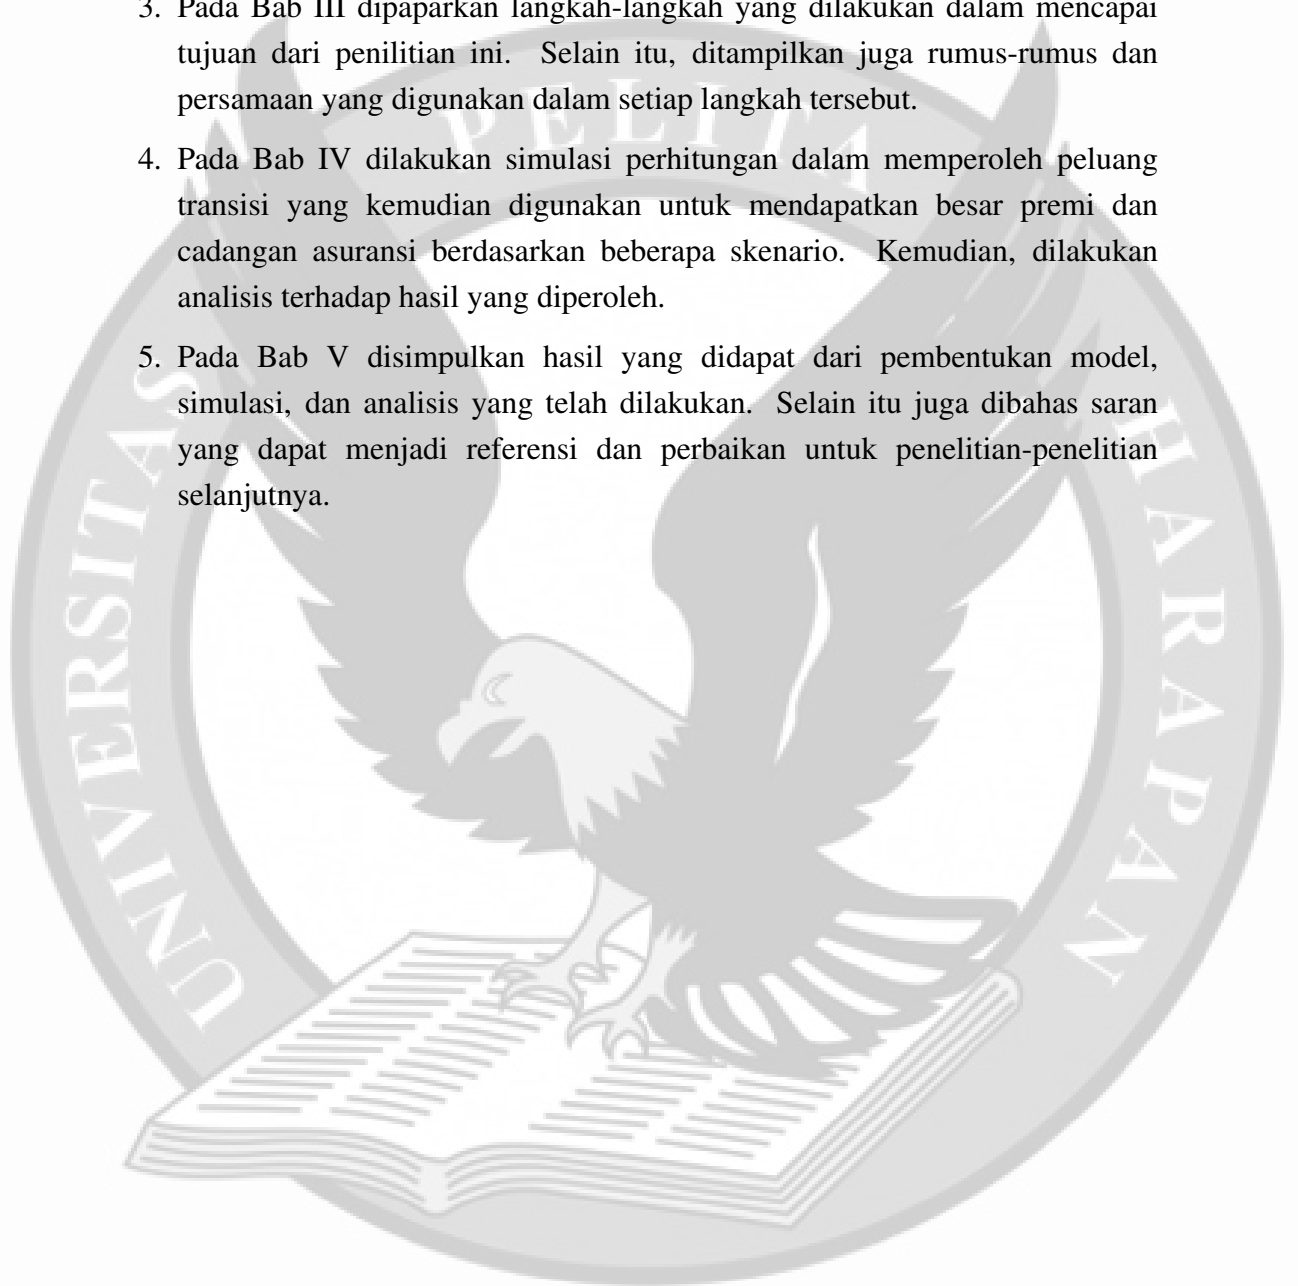 3. Pada Bab III dipaparkan langkah-langkah yang dilakukan dalam mencapai
tujuan dari penilitian ini. Selain itu, ditampilkan juga rumus-rumus dan
persamaan yang digunakan dalam setiap langkah tersebut.
4. Pada Bab IV dilakukan simulasi perhitungan dalam memperoleh peluang
transisi yang kemudian digunakan untuk mendapatkan besar premi dan
cadangan asuransi berdasarkan beberapa skenario. Kemudian, dilakukan
analisis terhadap hasil yang diperoleh.
5. Pada Bab V disimpulkan hasil yang didapat dari pembentukan model,
simulasi, dan analisis yang telah dilakukan. Selain itu juga dibahas saran
yang dapat menjadi referensi dan perbaikan untuk penelitian-penelitian
selanjutnya.
UNIVERSITAS PELITA HARAPAN